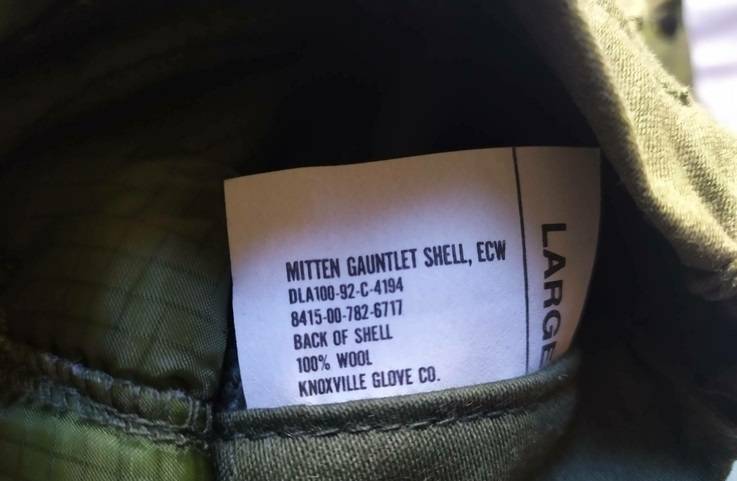 MITTEN GAUNTLET SHELL, ECW
DLA100-92-C-4194
8415-00-782-6717
BACK OF SHELL
100% WOOL
KNOXVILLE GLOVE CO.
LARGE